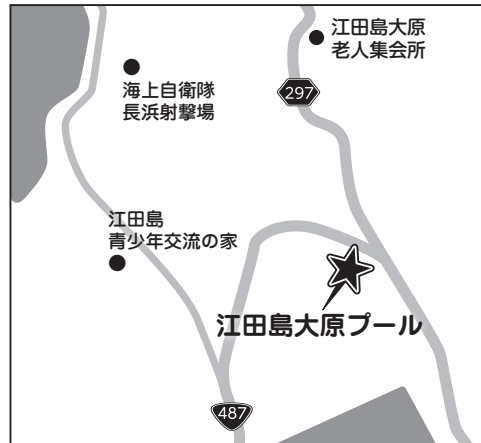 江田島大原
老人集会所
海上自衛隊
長浜射撃場
297
江田島
青少年交流の家
江田島大原プール
487